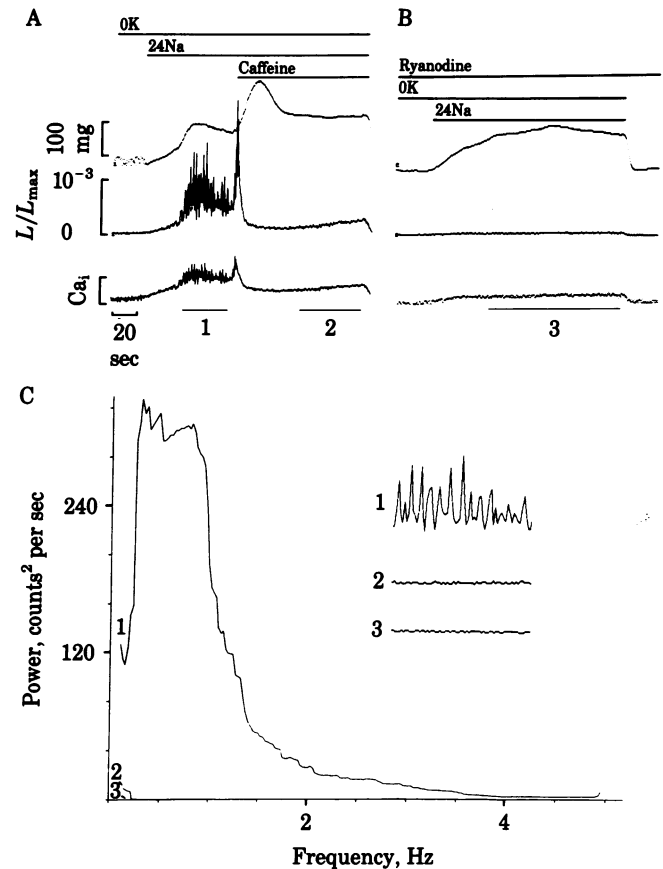 A
0K
24Na
Caffeine
100
mg
10⁻³
L/Lmax
0
Cai
20
sec
1
2
B
Ryanodine
0K
24Na
3
C
Power, counts² per sec
240
120
1
2
3
1
2
3
2
4
Frequency, Hz